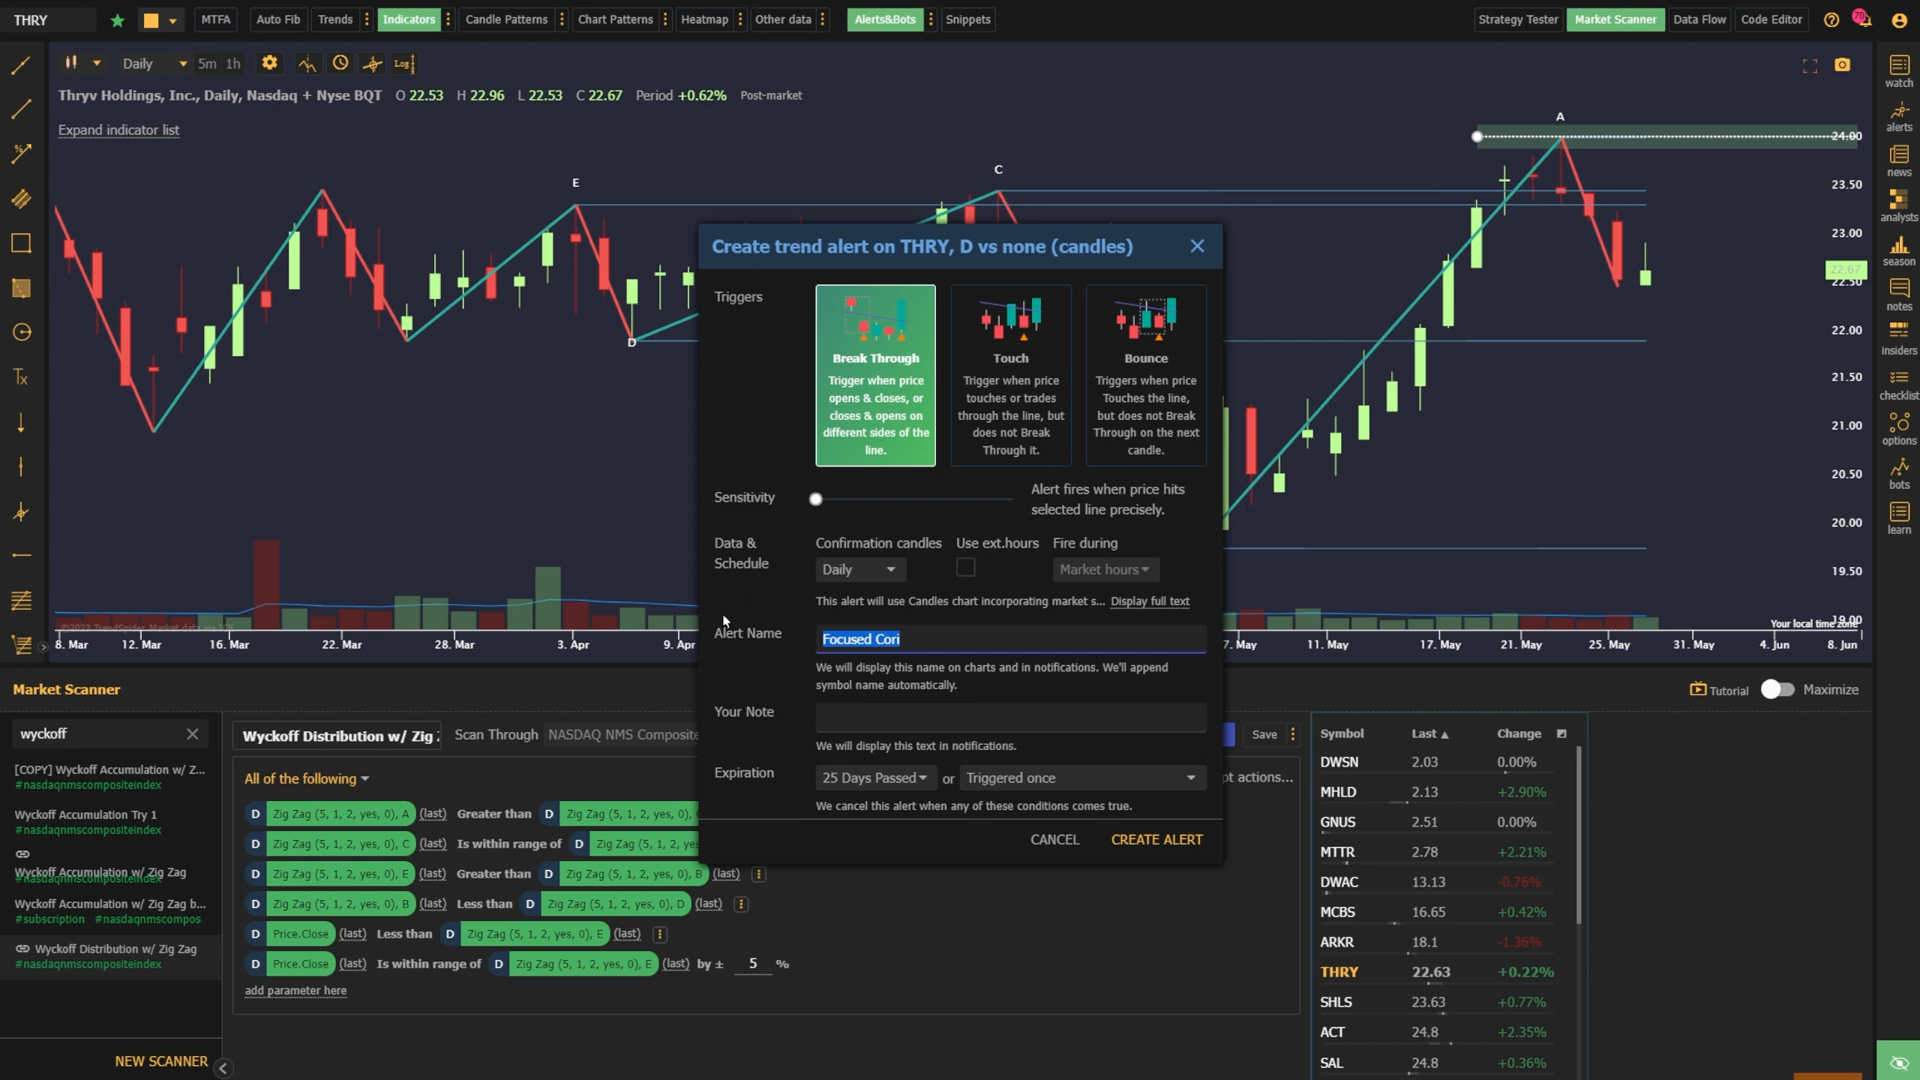 THRY
MTFA
Auto Fib
Trends
Indicators
Candle Patterns
Chart Patterns
Heatmap
Other data
Alerts&Bots
Snippets
Strategy Tester
Market Scanner
Data Flow
Code Editor
70
Daily
5m 1h
Log
Thryv Holdings, Inc., Daily, Nasdaq + Nyse BQT O 22.53 H 22.96 L 22.53 C 22.67 Period +0.62% Post-market
Expand indicator list
A
C
E
D
24.00
23.50
23.00
22.67
22.50
22.00
21.50
21.00
20.50
20.00
19.50
19.00
watch
alerts
news
analysts
season
notes
insiders
checklist
options
bots
learn
Tx
Create trend alert on THRY, D vs none (candles)
Triggers
Break Through
Trigger when price
opens & closes, or
closes & opens on
different sides of the
line.
Touch
Trigger when price
touches or trades
through the line, but
does not Break
Through it.
Bounce
Triggers when price
Touches the line,
but does not Break
Through on the next
candle.
Sensitivity
Alert fires when price hits
selected line precisely.
Data &
Schedule
Confirmation candles
Use ext.hours
Fire during
Daily
Market hours
This alert will use Candles chart incorporating market s... Display full text
Alert Name
Focused Cori
We will display this name on charts and in notifications. We'll append
symbol name automatically.
Your Note
We will display this text in notifications.
Expiration
25 Days Passed
or
Triggered once
We cancel this alert when any of these conditions comes true.
CANCEL
CREATE ALERT
©2023 TrendSpider. Market data via ICE
Your local time zone
8. Mar
12. Mar
16. Mar
22. Mar
28. Mar
3. Apr
9. Apr
7. May
11. May
17. May
21. May
25. May
31. May
4. Jun
8. Jun
Market Scanner
Tutorial
Maximize
wyckoff
[COPY] Wyckoff Accumulation w/ Z...
#nasdaqnmscompositeindex
Wyckoff Accumulation Try 1
#nasdaqnmscompositeindex
Wyckoff Accumulation w/ Zig Zag
#nasdaqnmscompositeindex
Wyckoff Accumulation w/ Zig Zag b...
#subscription #nasdaqnmscompos
Wyckoff Distribution w/ Zig Zag
#nasdaqnmscompositeindex
NEW SCANNER
Wyckoff Distribution w/ Zig
Scan Through
NASDAQ NMS Composite
Save
pt actions...
All of the following
D Zig Zag (5, 1, 2, yes, 0), A (last) Greater than D Zig Zag (5, 1, 2, yes, 0),
D Zig Zag (5, 1, 2, yes, 0), C (last) Is within range of D Zig Zag (5, 1, 2, yes
D Zig Zag (5, 1, 2, yes, 0), E (last) Greater than D Zig Zag (5, 1, 2, yes, 0), B (last)
D Zig Zag (5, 1, 2, yes, 0), B (last) Less than D Zig Zag (5, 1, 2, yes, 0), D (last)
D Price.Close (last) Less than D Zig Zag (5, 1, 2, yes, 0), E (last)
D Price.Close (last) Is within range of D Zig Zag (5, 1, 2, yes, 0), E (last) by ± 5 %
add parameter here
Symbol Last Change
DWSN 2.03 0.00%
MHLD 2.13 +2.90%
GNUS 2.51 0.00%
MTTR 2.78 +2.21%
DWAC 13.13 -0.76%
MCBS 16.65 +0.42%
ARKR 18.1 -1.36%
THRY 22.63 +0.22%
SHLS 23.63 +0.77%
ACT 24.8 +2.35%
SAL 24.8 +0.36%